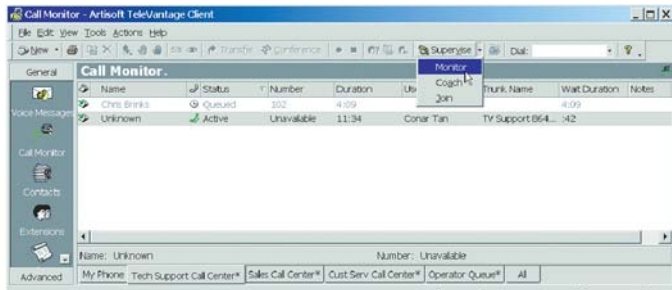 Call Monitor - Artisoft TeleVantage Client
File Edit View Tools Actions Help
New Transfer Conference Supervise Dial:
General Call Monitor.
Monitor
Coach
Join
Name Status Number Duration Trunk Name Wait Duration Notes
Chris Brinks Queued 102 4:09 4:09
Unknown Active Unavailable 11:34 Conar Tan TV Support 864... :42
Voice Messages
Call Monitor
Contacts
Extensions
Name: Unknown Number: Unavailable
Advanced My Phone Tech Support Call Center* Sales Call Center* Cust Serv Call Center* Operator Queue* All